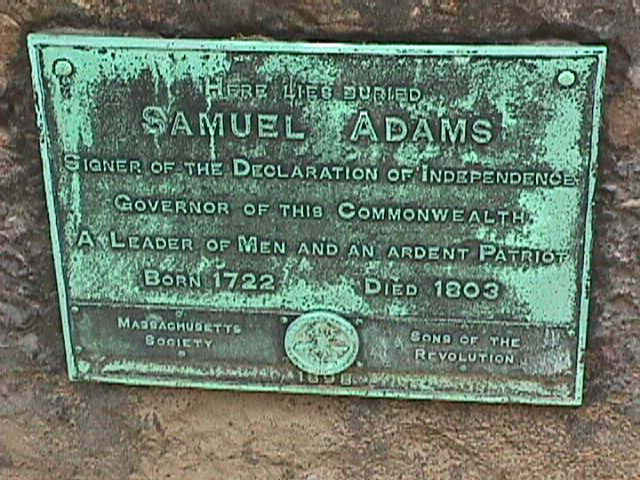 Here lies buried
Samuel Adams
Signer of the Declaration of Independence
Governor of this Commonwealth
A Leader of Men and an ardent Patriot
Born 1722 Died 1803
Massachusetts Society
Sons of the Revolution
1898